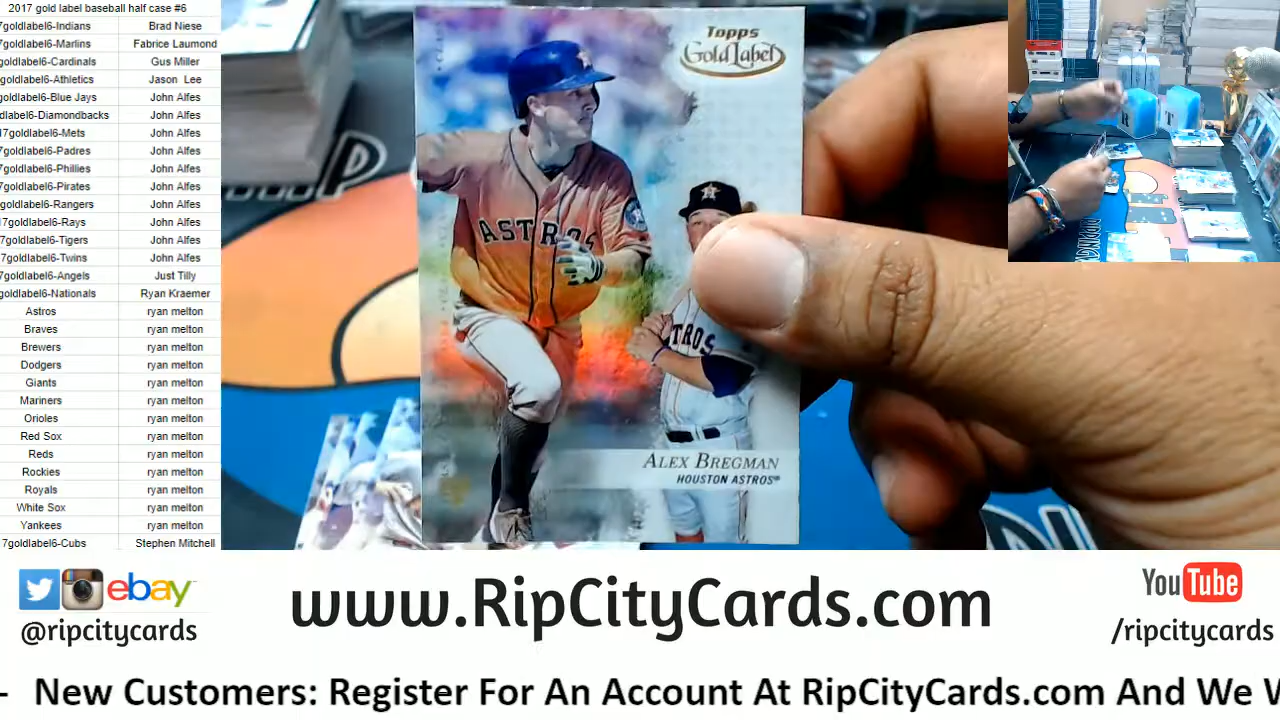 2017 gold label baseball half case #6
7goldlabel6-Indians Brad Niese
7goldlabel6-Marlins Fabrice Laumond
goldlabel6-Cardinals Gus Miller
goldlabel6-Athletics Jason Lee
goldlabel6-Blue Jays John Alfes
dlabel6-Diamondbacks John Alfes
17goldlabel6-Mets John Alfes
7goldlabel6-Padres John Alfes
7goldlabel6-Phillies John Alfes
7goldlabel6-Pirates John Alfes
goldlabel6-Rangers John Alfes
17goldlabel6-Rays John Alfes
7goldlabel6-Tigers John Alfes
7goldlabel6-Twins John Alfes
7goldlabel6-Angels Just Tilly
goldlabel6-Nationals Ryan Kraemer
Astros ryan melton
Braves ryan melton
Brewers ryan melton
Dodgers ryan melton
Giants ryan melton
Mariners ryan melton
Orioles ryan melton
Red Sox ryan melton
Reds ryan melton
Rockies ryan melton
Royals ryan melton
White Sox ryan melton
Yankees ryan melton
7goldlabel6-Cubs Stephen Mitchell
Topps
Gold Label
ASTROS
TROS
ALEX BREGMAN
HOUSTON ASTROS
R T
ebay
@ripcitycards
www.RipCityCards.com
YouTube
/ripcitycards
- New Customers: Register For An Account At RipCityCards.com And We W